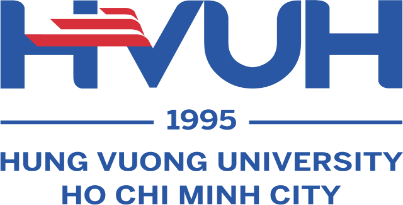 HVUH
1995
HUNG VUONG UNIVERSITY
HO CHI MINH CITY